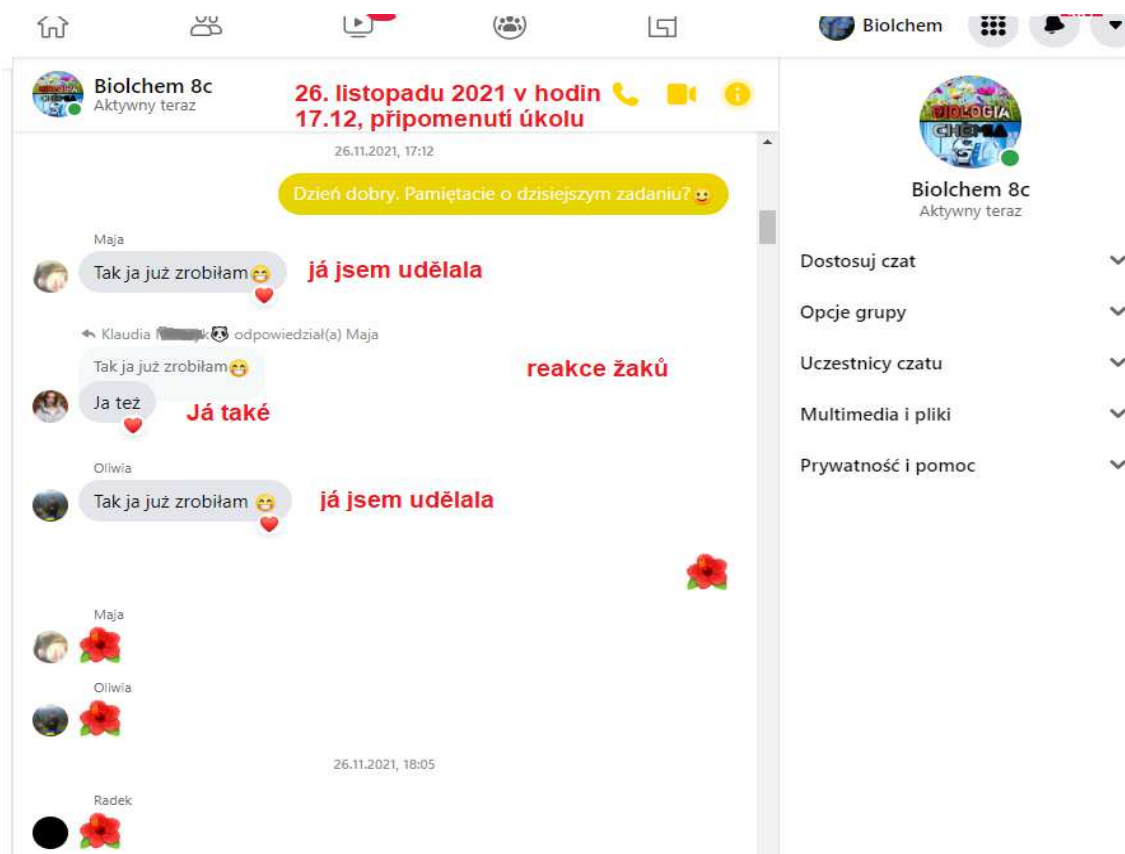 Biolchem
Biolchem 8c
Aktywny teraz
26. listopadu 2021 v hodin
17.12, připomenutí úkolu
26.11.2021, 17:12
Dzień dobry. Pamiętacie o dzisiejszym zadaniu?
Maja
Tak ja już zrobiłam
já jsem udělala
Klaudia odpowiedział(a) Maja
Tak ja już zrobiłam
reakce žaků
Ja też
Já také
Oliwia
Tak ja już zrobiłam
já jsem udělala
Maja
Oliwia
26.11.2021, 18:05
Radek
BIOLOGIA
CHEMIA
Biolchem 8c
Aktywny teraz
Dostosuj czat
Opcje grupy
Uczestnicy czatu
Multimedia i pliki
Prywatność i pomoc